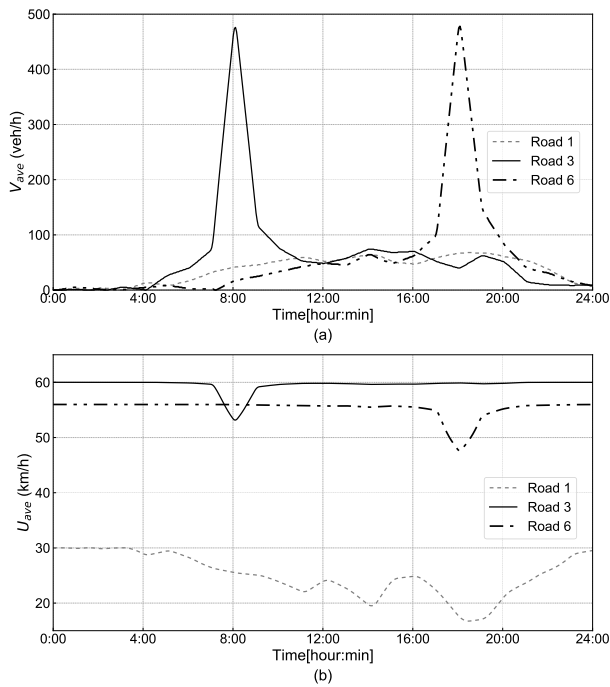 500
400
300
200
100
0
V_ave (veh/h)
Road 1
Road 3
Road 6
0:00 4:00 8:00 12:00 16:00 20:00 24:00
Time[hour:min]
(a)
60
50
40
30
20
U_ave (km/h)
Road 1
Road 3
Road 6
0:00 4:00 8:00 12:00 16:00 20:00 24:00
Time[hour:min]
(b)